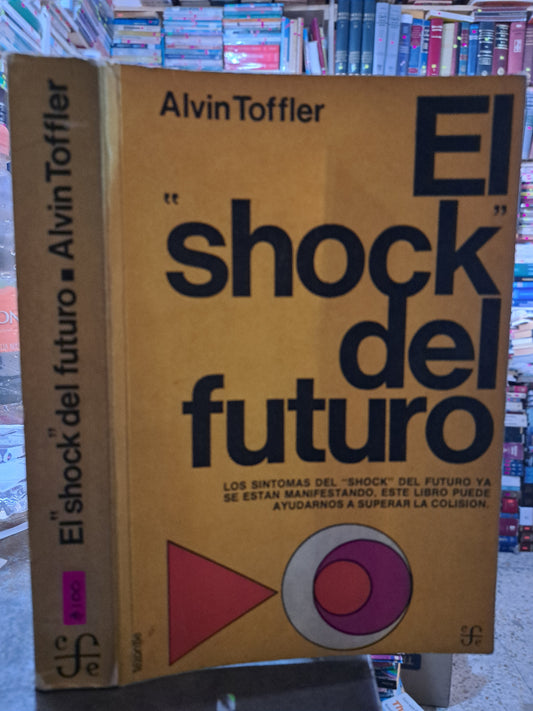 Alvin Toffler
El
"shock"
del
futuro
LOS SINTOMAS DEL "SHOCK" DEL FUTURO YA
SE ESTAN MANIFESTANDO, ESTE LIBRO PUEDE
AYUDARNOS A SUPERAR LA COLISION.
El "shock" del futuro ■ Alvin Toffler